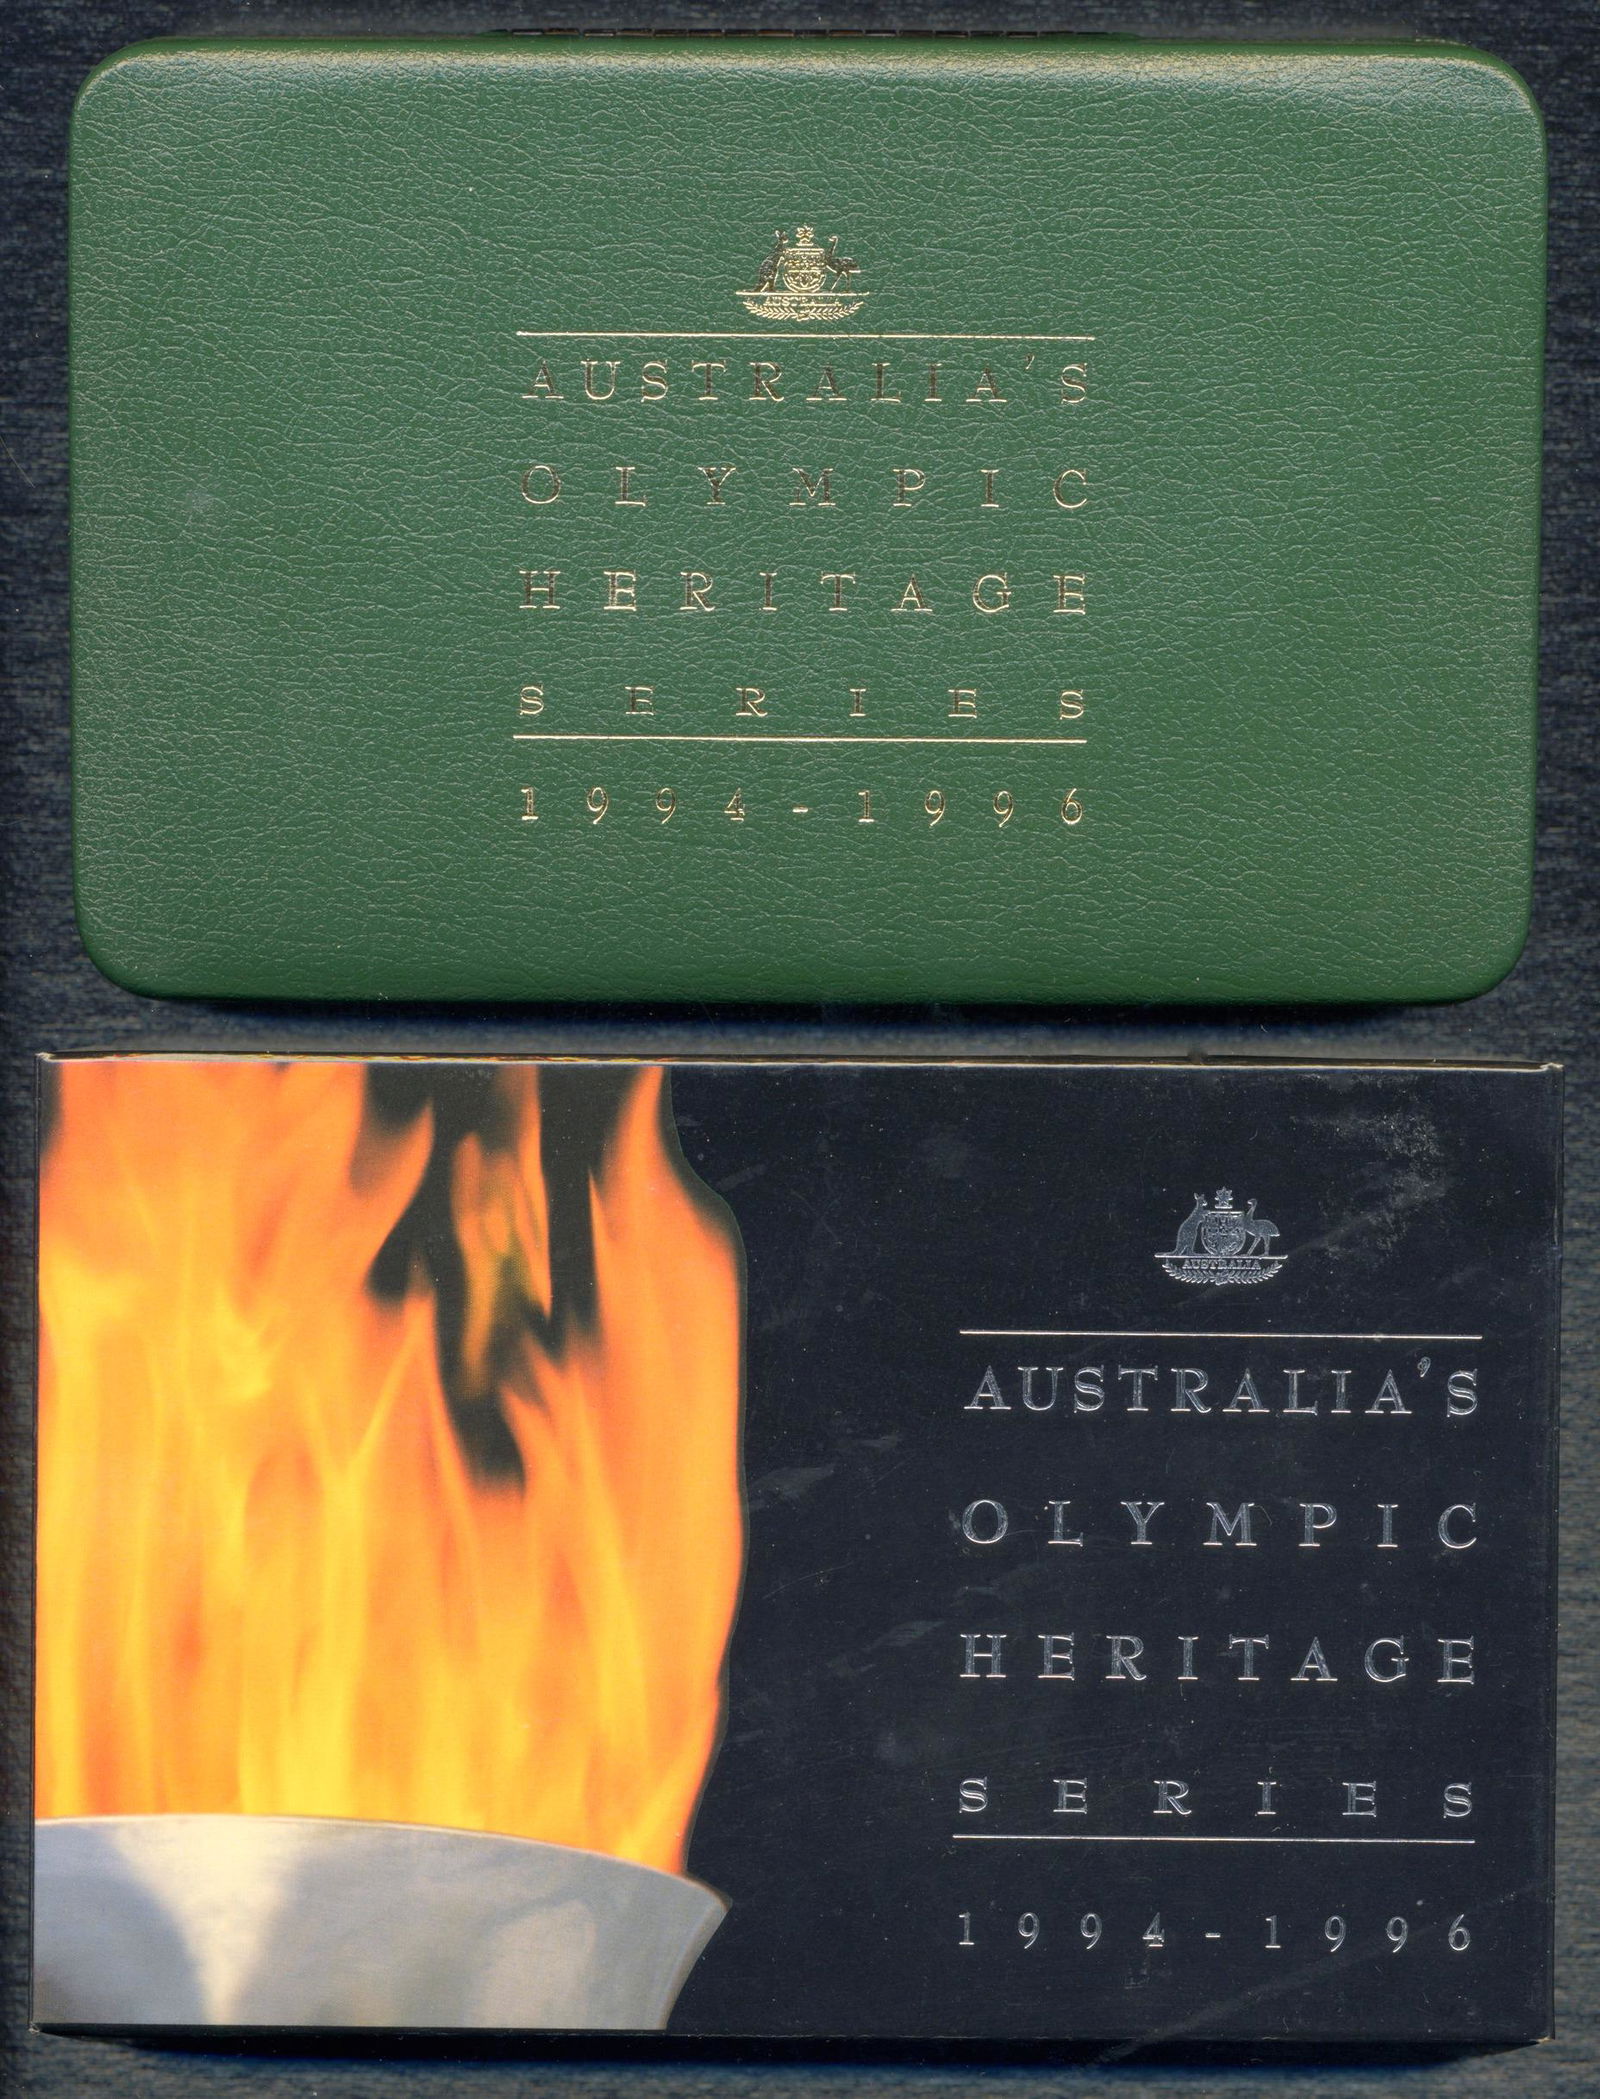 AUSTRALIA
AUSTRALIA'S
OLYMPIC
HERITAGE
SERIES
1994-1996
AUSTRALIA
AUSTRALIA'S
OLYMPIC
HERITAGE
SERIES
1994-1996